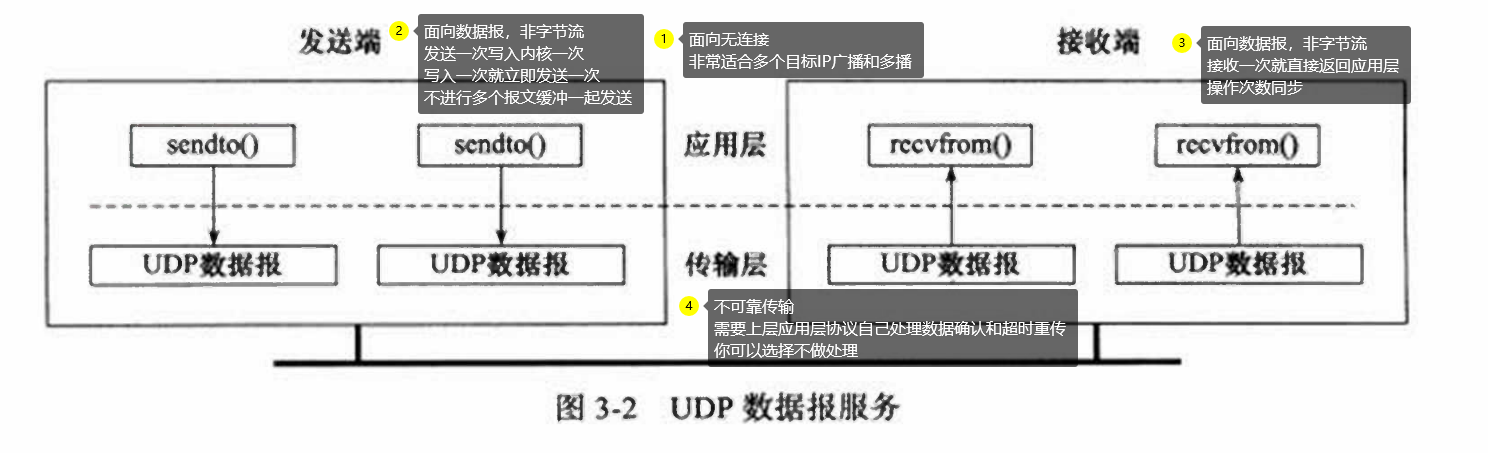 发送端
2
面向数据报，非字节流
发送一次写入内核一次
写入一次就立即发送一次
不进行多个报文缓冲一起发送
1
面向无连接
非常适合多个目标IP广播和多播
接收端
3
面向数据报，非字节流
接收一次就直接返回应用层
操作次数同步
sendto()
sendto()
应用层
recvfrom()
recvfrom()
UDP数据报
UDP数据报
传输层
UDP数据报
UDP数据报
4
不可靠传输
需要上层应用层协议自己处理数据确认和超时重传
你可以选择不做处理
图 3-2 UDP 数据报服务